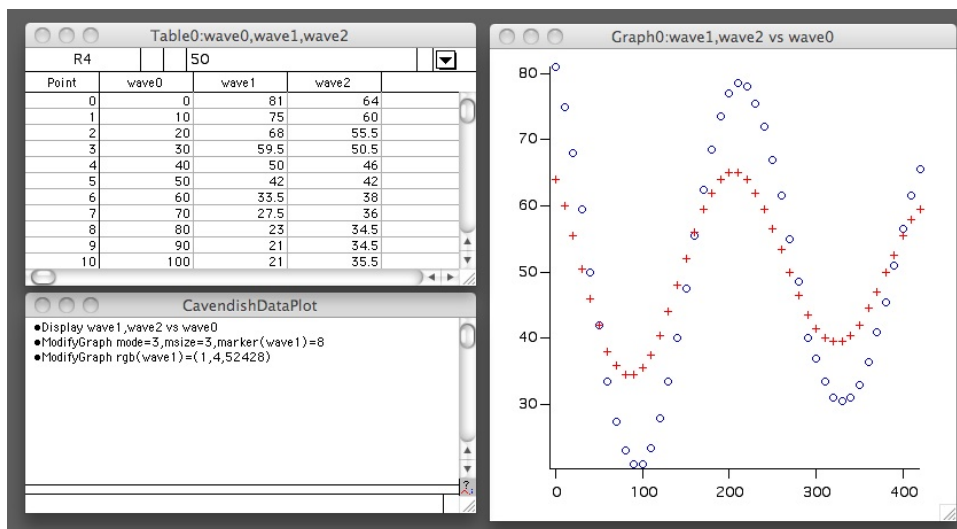 Table0:wave0,wave1,wave2
R4 50
Point wave0 wave1 wave2
0 0 81 64
1 10 75 60
2 20 68 55.5
3 30 59.5 50.5
4 40 50 46
5 50 42 42
6 60 33.5 38
7 70 27.5 36
8 80 23 34.5
9 90 21 34.5
10 100 21 35.5
CavendishDataPlot
●Display wave1,wave2 vs wave0
●ModifyGraph mode=3,msize=3,marker(wave1)=8
●ModifyGraph rgb(wave1)=(1,4,52428)
?
Graph0:wave1,wave2 vs wave0
80
70
60
50
40
30
0 100 200 300 400